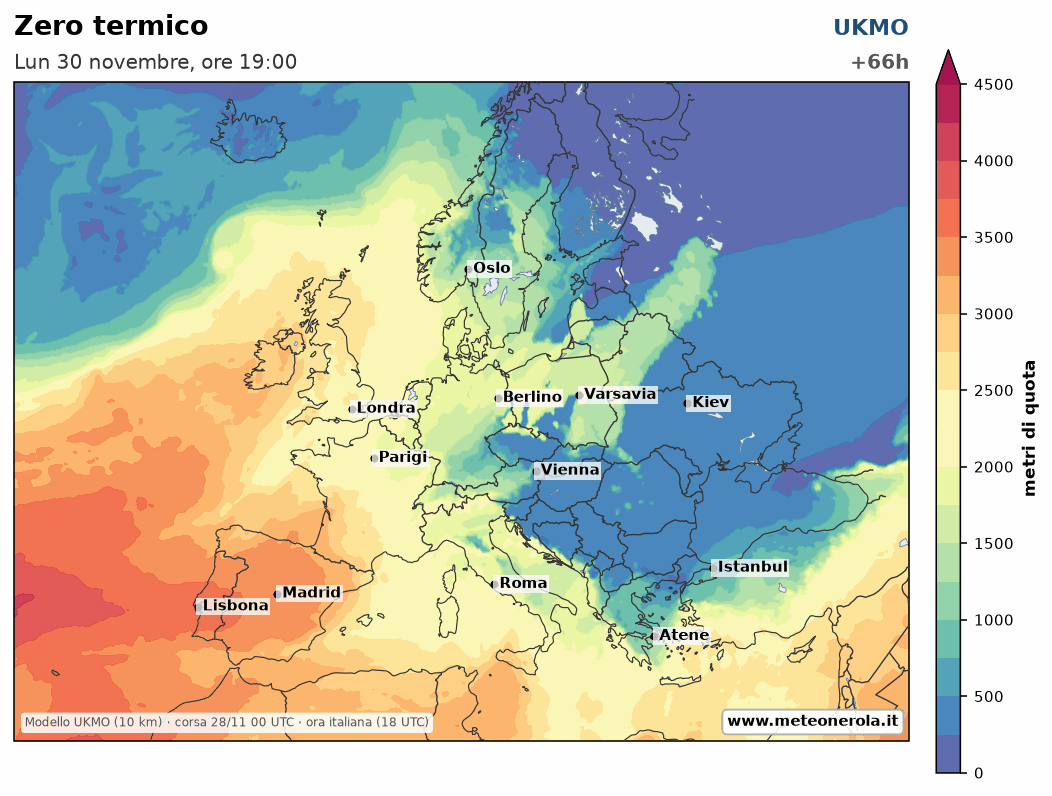 Zero termico
UKMO
Lun 30 novembre, ore 19:00
+66h
4500
4000
3500
3000
2500
2000
1500
1000
500
0
metri di quota
Oslo
Londra
Berlino
Varsavia
Kiev
Parigi
Vienna
Istanbul
Roma
Madrid
Lisbona
Atene
Modello UKMO (10 km) · corsa 28/11 00 UTC · ora italiana (18 UTC)
www.meteonerola.it